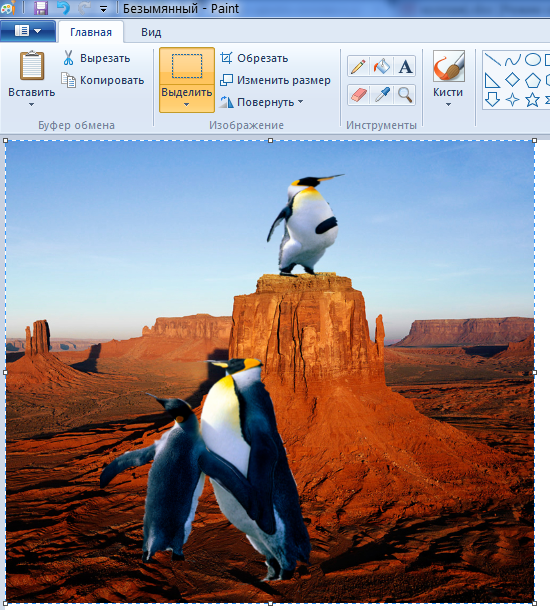 Безымянный - Paint
Главная Вид
Вставить
Вырезать
Копировать
Буфер обмена
Выделить
Обрезать
Изменить размер
Повернуть
Изображение
A
Инструменты
Кисти